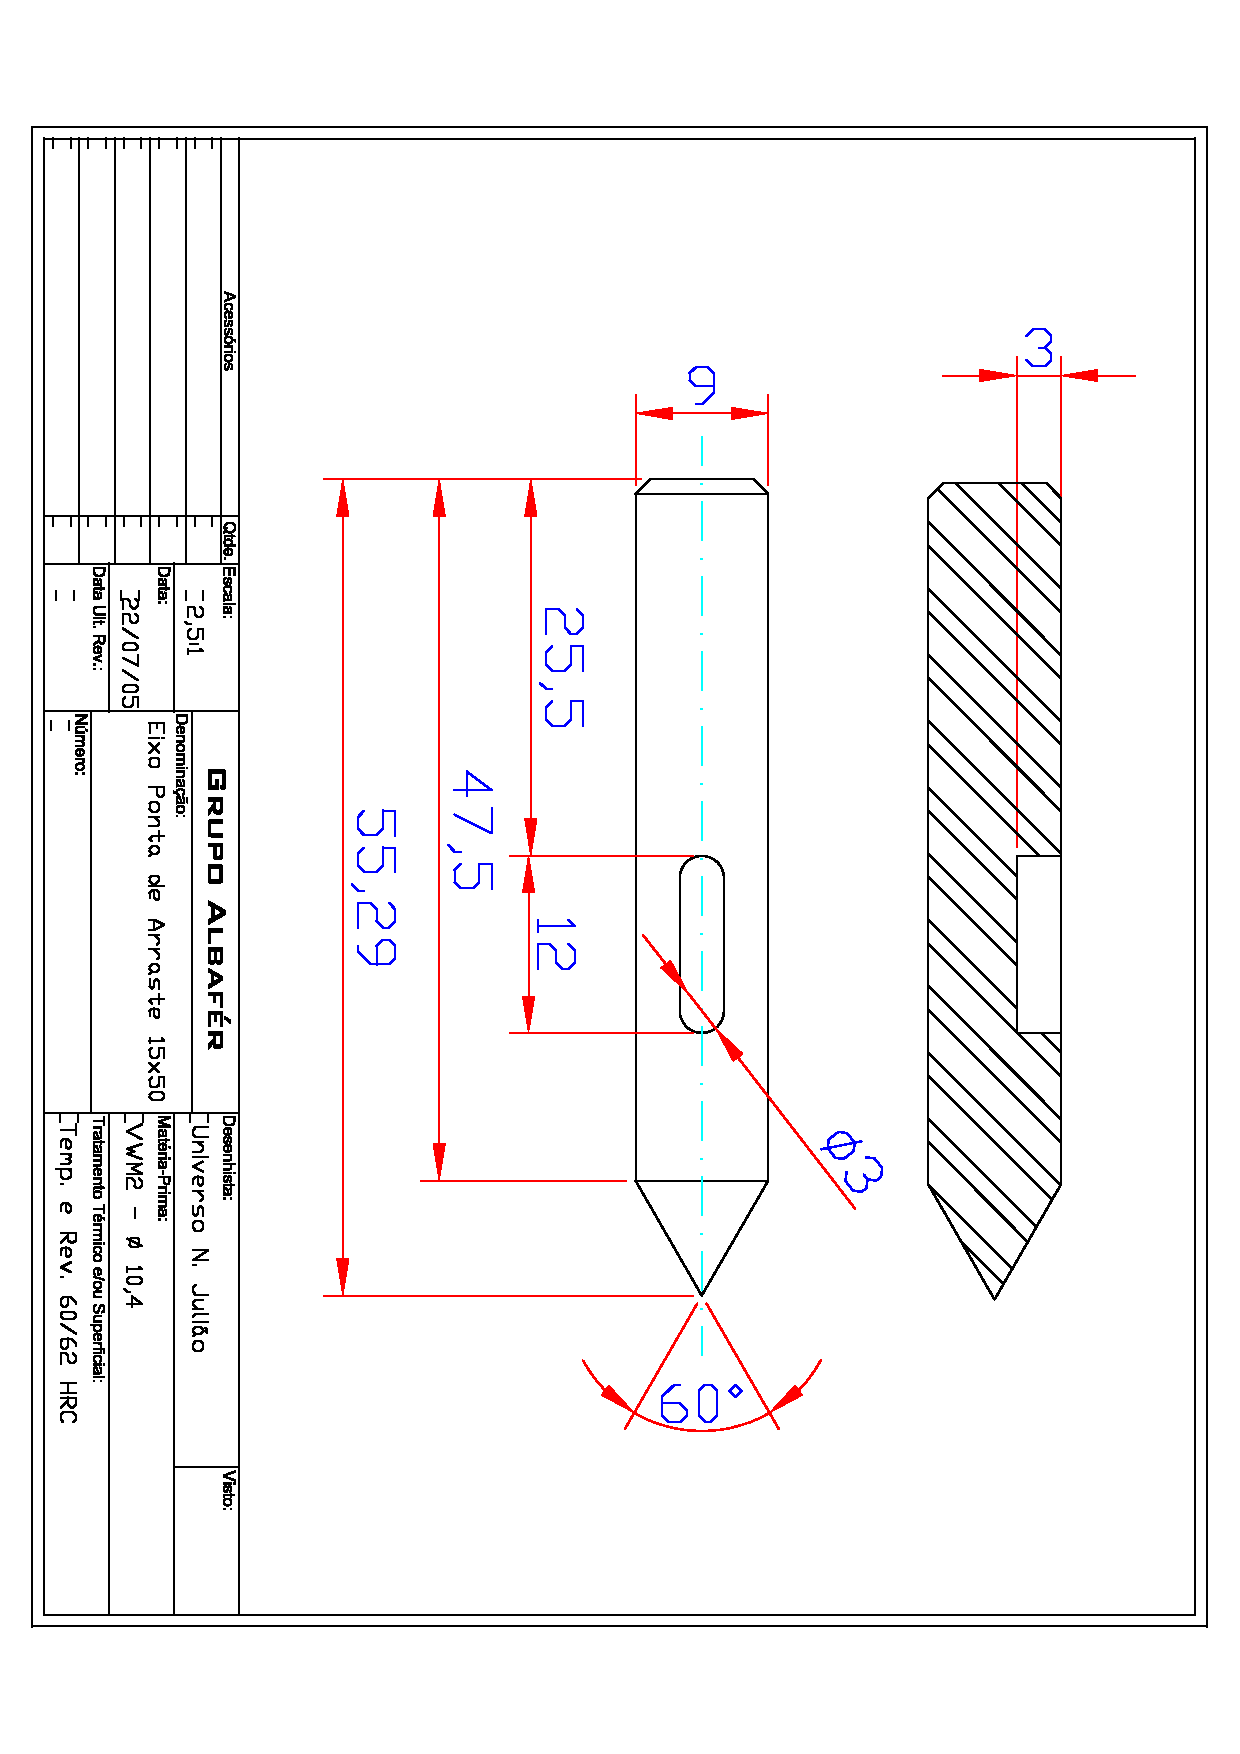 3
9
25,5
12
47,5
55,29
ø3
60°
Acessórios
Qtde.
Escala:
2,5:1
Data:
22/07/05
Data Ult. Rev.:
-
-
GRUPO ALBAFÉR
Denominação:
Eixo Ponta de Arraste 15x50
Número:
-
-
Desenhista:
Universo N. Julião
Visto:
Matéria-Prima:
VWM2 - ø 10,4
Tratamento Térmico e/ou Superficial:
Temp. e Rev. 60/62 HRC